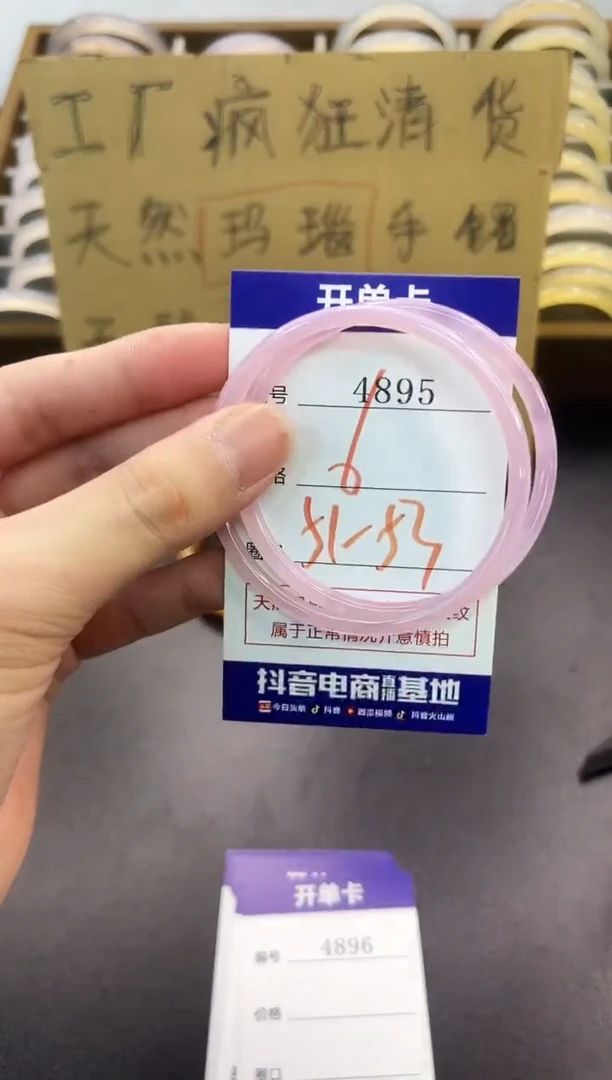 工厂疯狂清货
天然玛瑙手镯
开单卡
号 4895
格 6
圈 51-53
属于正常情况介意慎拍
抖音电商直播基地
今日头条 抖音 西瓜视频 抖音火山版
开单卡
编号 4896
价格
圈口